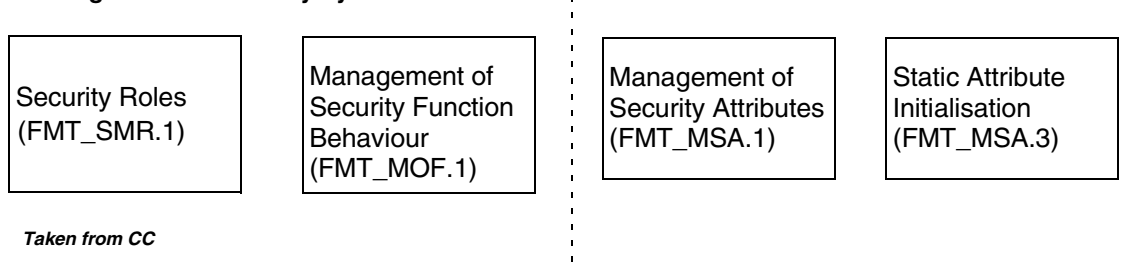 Security Roles
(FMT_SMR.1)
Management of
Security Function
Behaviour
(FMT_MOF.1)
Management of
Security Attributes
(FMT_MSA.1)
Static Attribute
Initialisation
(FMT_MSA.3)
Taken from CC